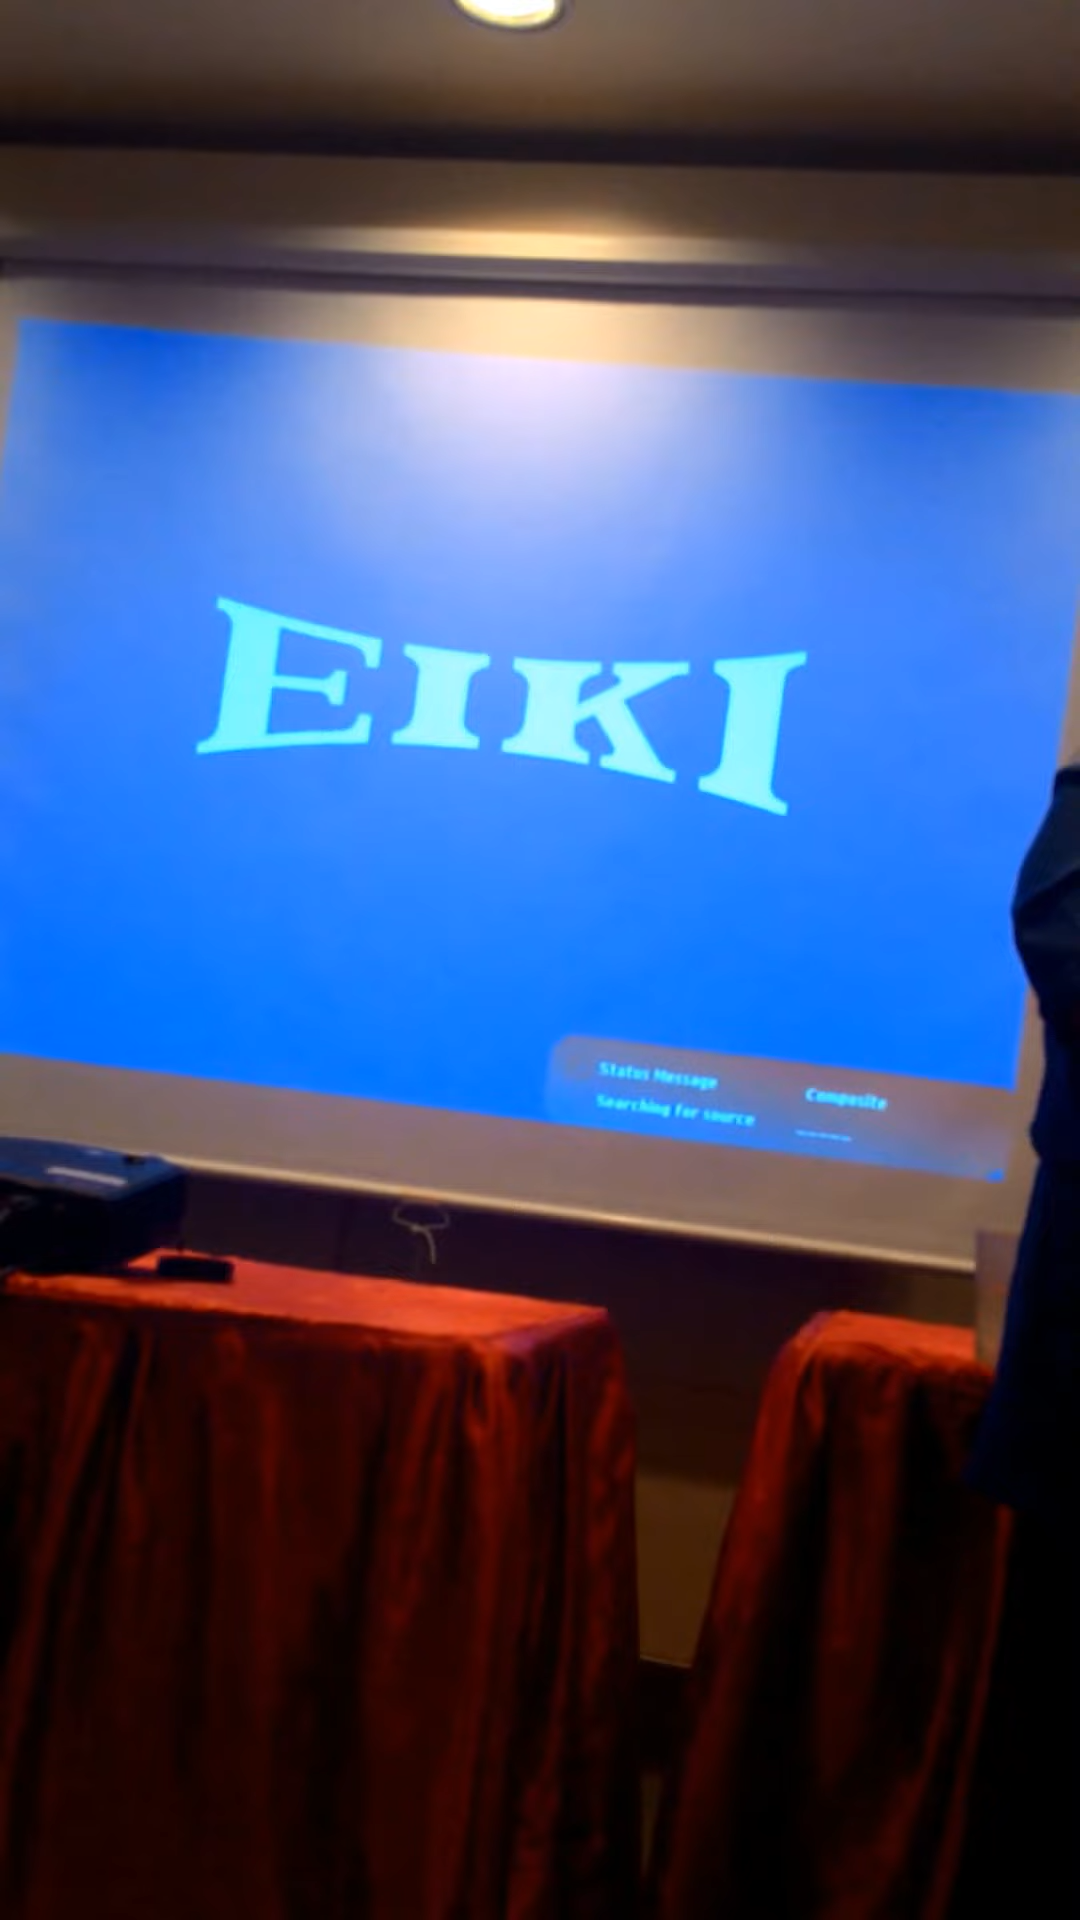 EIKI
Status Message
Composite
Searching for source
-----